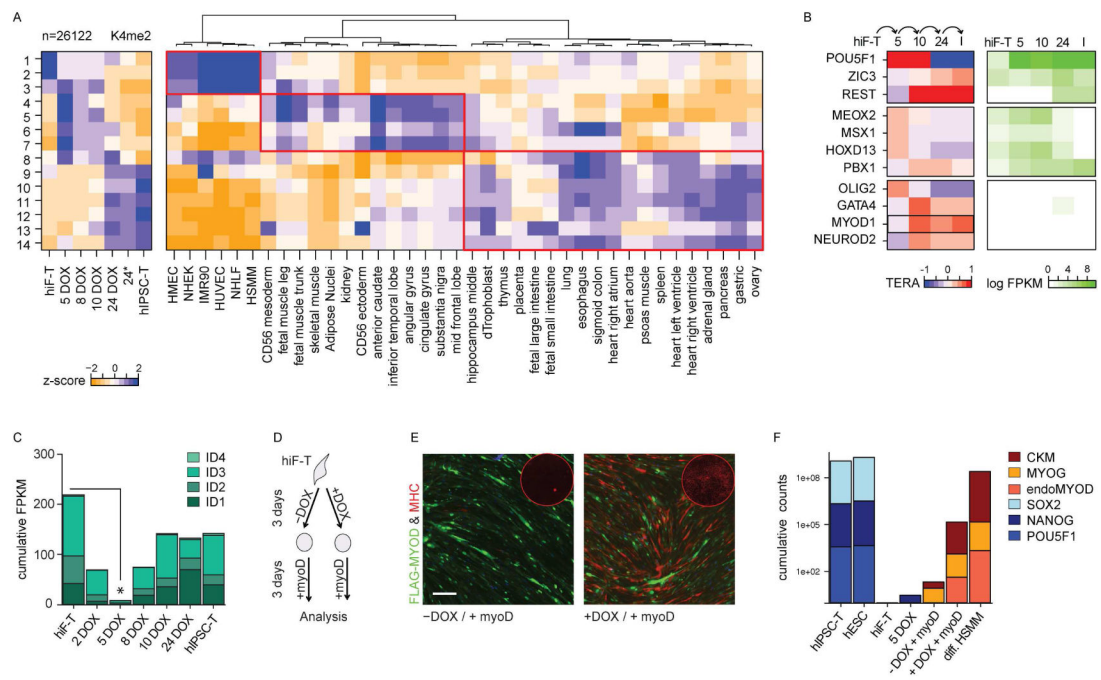 A
n=26122 K4me2
1
2
3
4
5
6
7
8
9
10
11
12
13
14
hiF-T
5 DOX
8 DOX
10 DOX
24 DOX
24*
hIPSC-T
HMEC
NHEK
IMR90
HUVEC
NHLF
HSMM
CD56 mesoderm
fetal muscle leg
fetal muscle trunk
skeletal muscle
Adipose Nuclei
kidney
CD56 ectoderm
anterior caudate
inferior temporal lobe
angular gyrus
cingulate gyrus
substantia nigra
mid frontal lobe
hippocampus middle
dTrophoblast
thymus
placenta
fetal large intestine
fetal small intestine
lung
esophagus
sigmoid colon
heart right atrium
heart aorta
psoas muscle
spleen
heart left ventricle
heart right ventricle
adrenal gland
pancreas
gastric
ovary
z-score
−2 0 2
B
hiF-T 5 10 24 I
hiF-T 5 10 24 I
POU5F1
ZIC3
REST
MEOX2
MSX1
HOXD13
PBX1
OLIG2
GATA4
MYOD1
NEUROD2
TERA
−1 0 1
log FPKM
0 4 8
C
cumulative FPKM
300
200
100
0
ID4
ID3
ID2
ID1
*
hiF-T
2 DOX
5 DOX
8 DOX
10 DOX
24 DOX
hIPSC-T
D
hiF-T
3 days
−DOX
+DOX
3 days
+myoD
+myoD
Analysis
E
FLAG-MYOD & MHC
−DOX / + myoD
+DOX / + myoD
F
cumulative counts
1e+08
1e+05
1e+02
CKM
MYOG
endoMYOD
SOX2
NANOG
POU5F1
hIPSC-T
hESC
hiF-T
5 DOX
− DOX + myoD
+ DOX + myoD
diff. HSMM